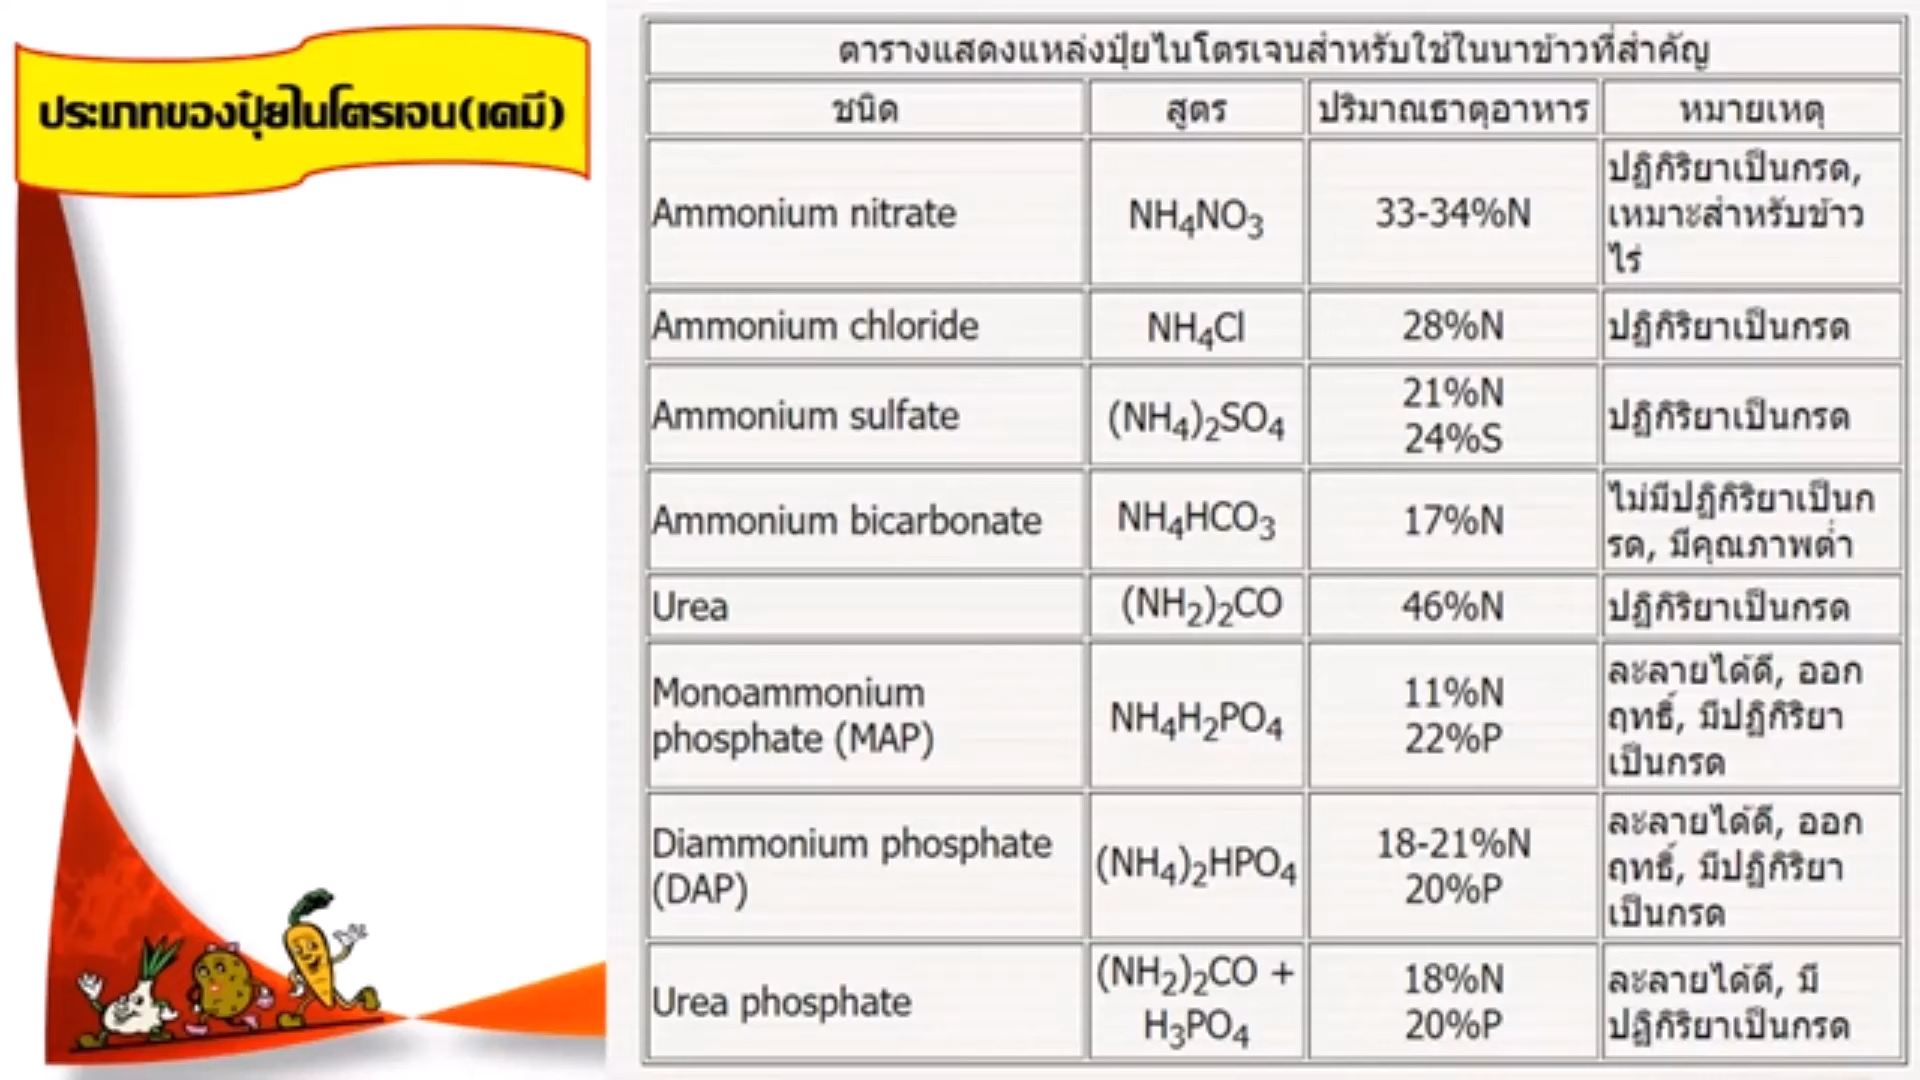 ประเภทของปุ๋ยไนโตรเจน(เคมี)
ตารางแสดงแหล่งปุ๋ยไนโตรเจนสำหรับใช้ในนาข้าวที่สำคัญ
ชนิด สูตร ปริมาณธาตุอาหาร หมายเหตุ
Ammonium nitrate NH4NO3 33-34%N ปฏิกิริยาเป็นกรด,
เหมาะสำหรับข้าว
ไร่
Ammonium chloride NH4Cl 28%N ปฏิกิริยาเป็นกรด
Ammonium sulfate (NH4)2SO4 21%N
24%S ปฏิกิริยาเป็นกรด
Ammonium bicarbonate NH4HCO3 17%N ไม่มีปฏิกิริยาเป็นก
รด, มีคุณภาพต่ำ
Urea (NH2)2CO 46%N ปฏิกิริยาเป็นกรด
Monoammonium
phosphate (MAP) NH4H2PO4 11%N
22%P ละลายได้ดี, ออก
ฤทธิ์, มีปฏิกิริยา
เป็นกรด
Diammonium phosphate
(DAP) (NH4)2HPO4 18-21%N
20%P ละลายได้ดี, ออก
ฤทธิ์, มีปฏิกิริยา
เป็นกรด
Urea phosphate (NH2)2CO +
H3PO4 18%N
20%P ละลายได้ดี, มี
ปฏิกิริยาเป็นกรด